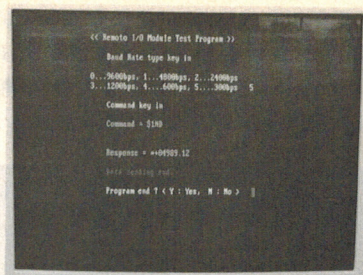 << Remote I/O Module Test Program >>
Baud Rate type key in
0...9600bps, 1...4800bps, 2...2400bps
3...1200bps, 4....600bps, 5....300bps 5
Command key in
Command = $1RD
Response = *+04989.12
Program end ? ( Y : Yes, N : No )